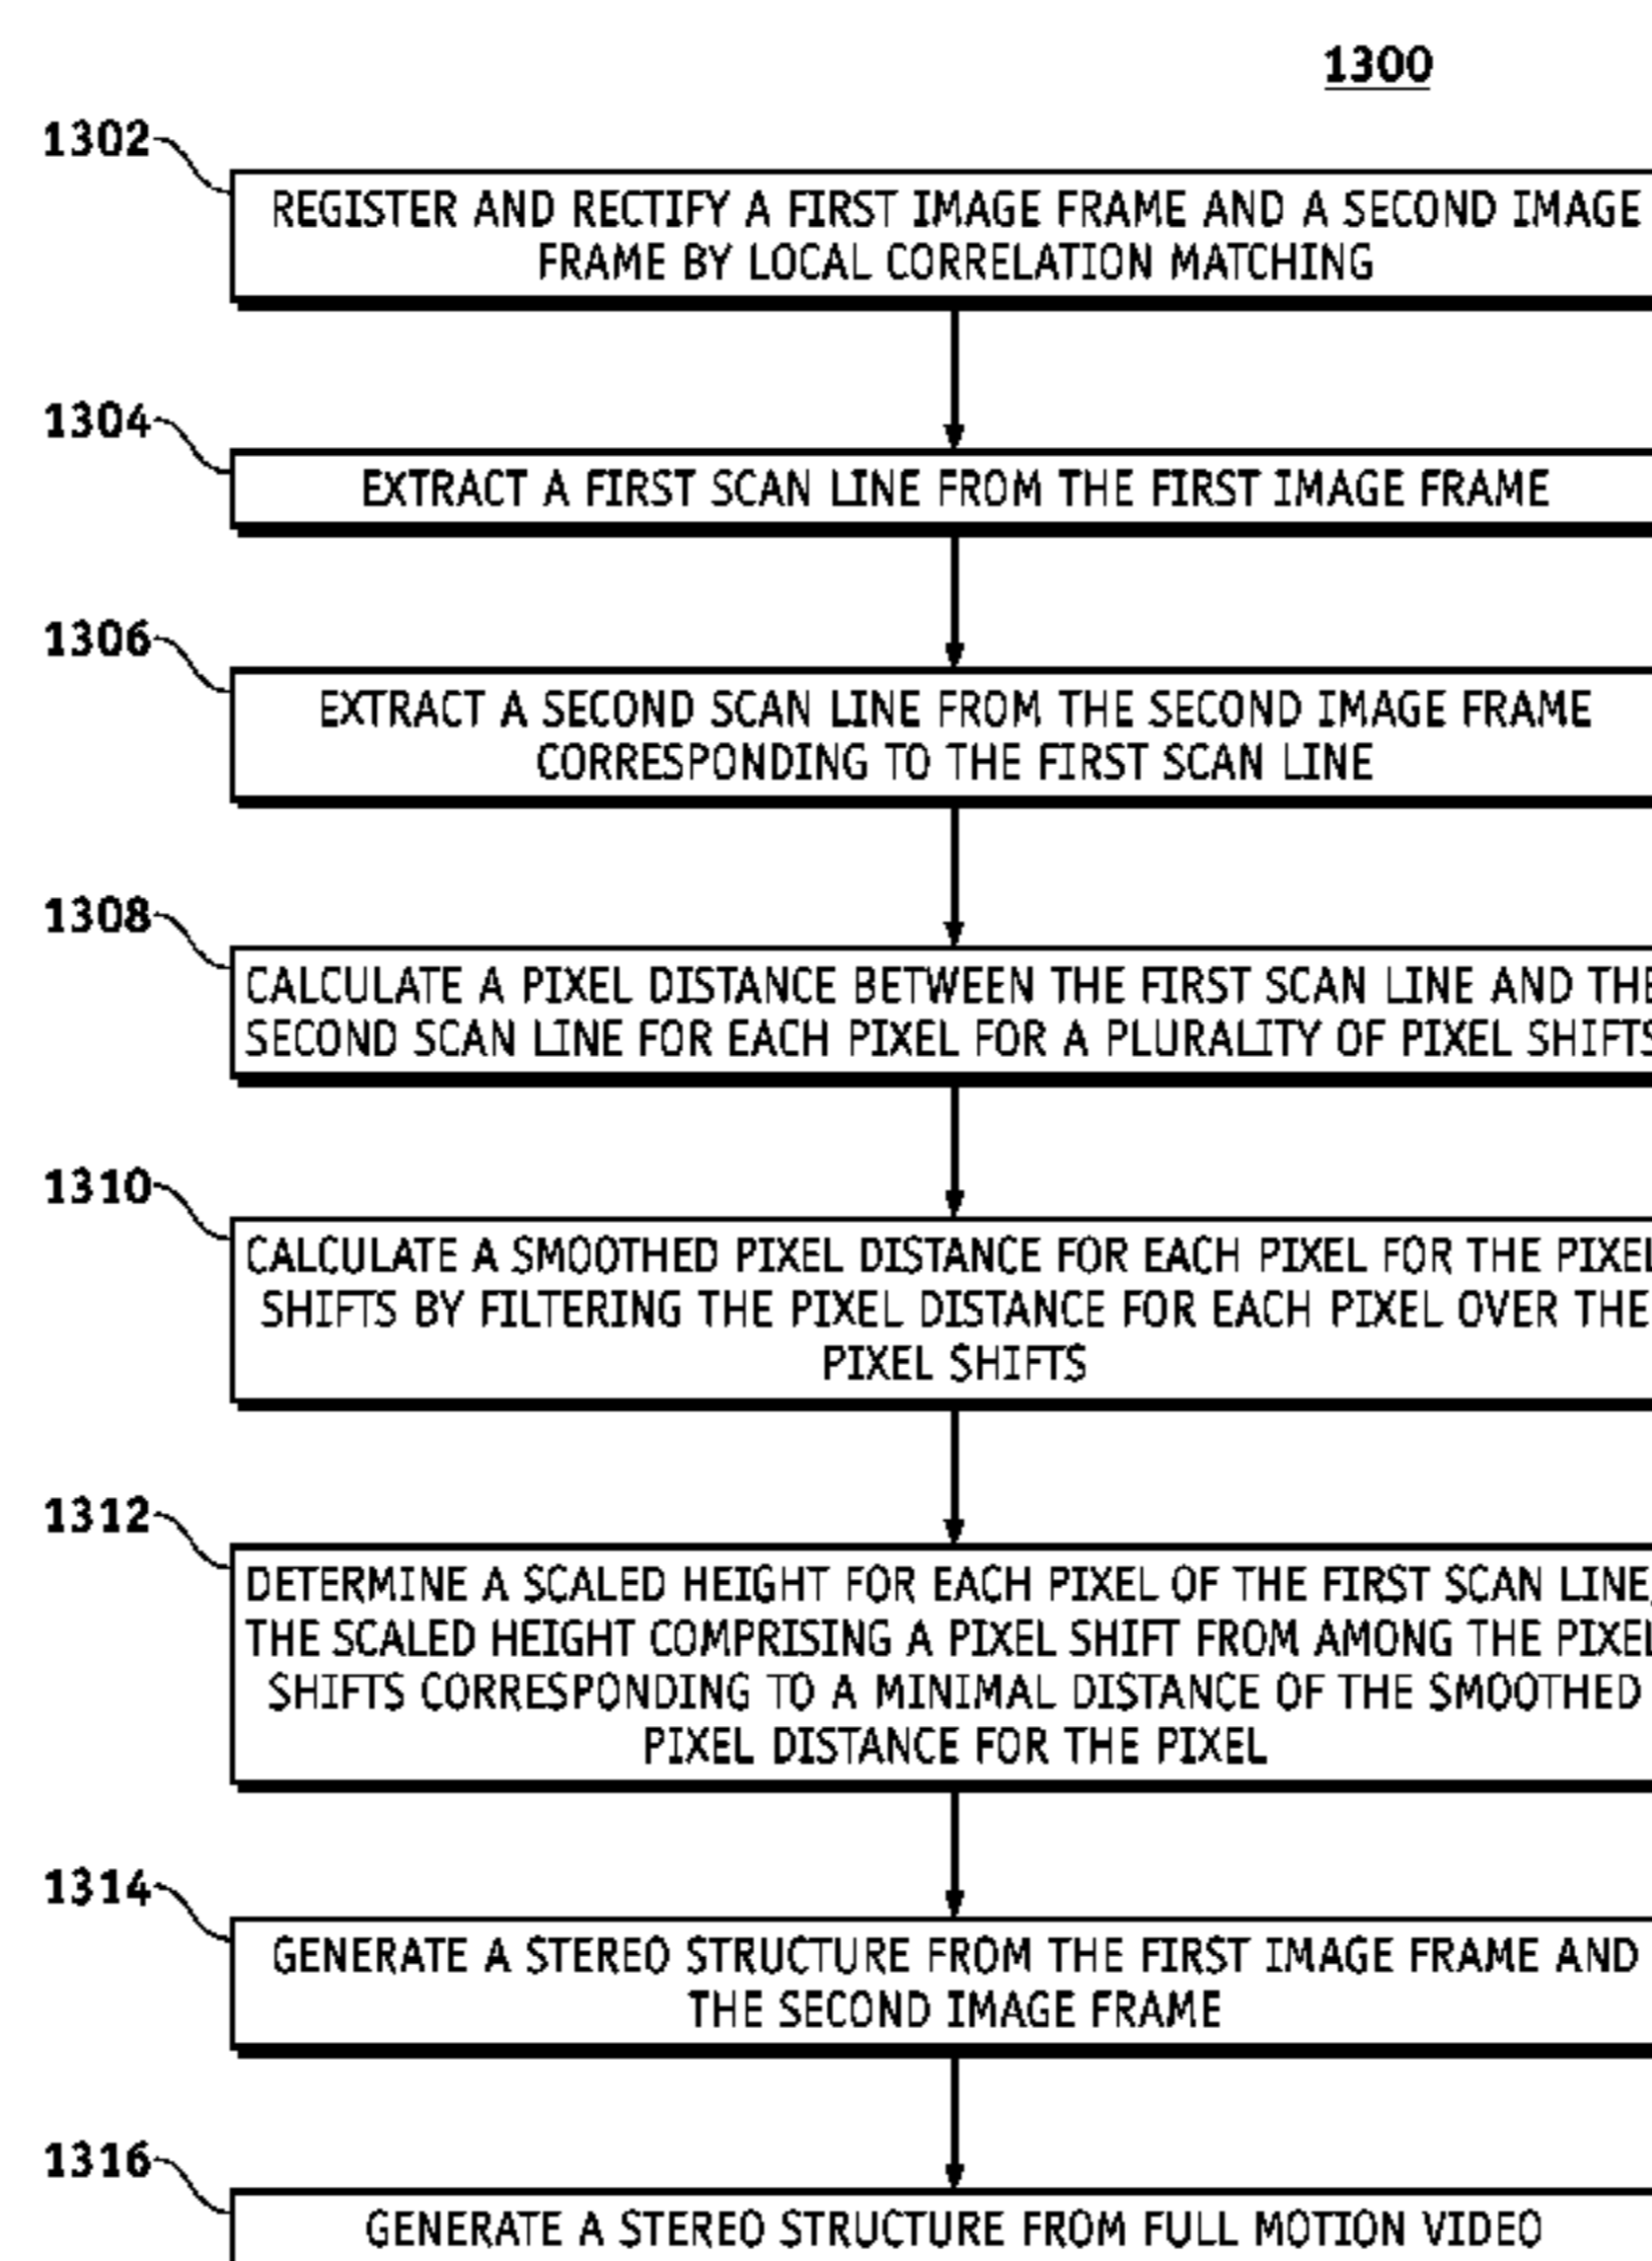 1300
1302
REGISTER AND RECTIFY A FIRST IMAGE FRAME AND A SECOND IMAGE
FRAME BY LOCAL CORRELATION MATCHING
1304
EXTRACT A FIRST SCAN LINE FROM THE FIRST IMAGE FRAME
1306
EXTRACT A SECOND SCAN LINE FROM THE SECOND IMAGE FRAME
CORRESPONDING TO THE FIRST SCAN LINE
1308
CALCULATE A PIXEL DISTANCE BETWEEN THE FIRST SCAN LINE AND THE
SECOND SCAN LINE FOR EACH PIXEL FOR A PLURALITY OF PIXEL SHIFTS
1310
CALCULATE A SMOOTHED PIXEL DISTANCE FOR EACH PIXEL FOR THE PIXEL
SHIFTS BY FILTERING THE PIXEL DISTANCE FOR EACH PIXEL OVER THE
PIXEL SHIFTS
1312
DETERMINE A SCALED HEIGHT FOR EACH PIXEL OF THE FIRST SCAN LINE,
THE SCALED HEIGHT COMPRISING A PIXEL SHIFT FROM AMONG THE PIXEL
SHIFTS CORRESPONDING TO A MINIMAL DISTANCE OF THE SMOOTHED
PIXEL DISTANCE FOR THE PIXEL
1314
GENERATE A STEREO STRUCTURE FROM THE FIRST IMAGE FRAME AND
THE SECOND IMAGE FRAME
1316
GENERATE A STEREO STRUCTURE FROM FULL MOTION VIDEO